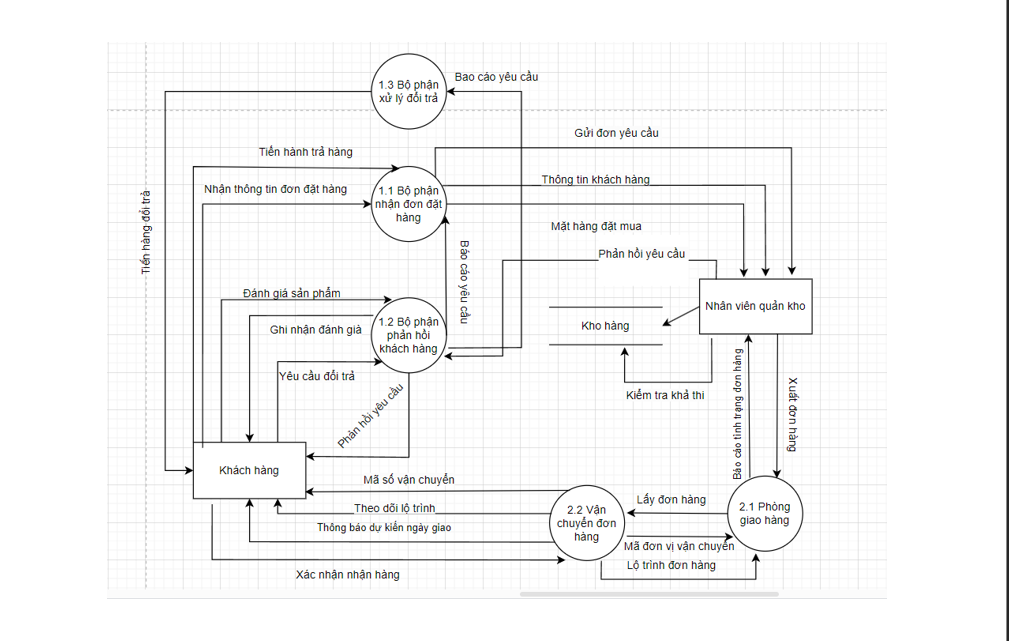 Bao cáo yêu cầu
1.3 Bộ phận
xử lý đổi trả
Gửi đơn yêu cầu
Tiến hành trả hàng
Thông tin khách hàng
Nhận thông tin đơn đặt hàng
1.1 Bộ phận
nhận đơn đặt
hàng
Tiến hàng đổi trả
Mặt hàng đặt mua
Báo cáo yêu cầu
Phản hồi yêu cầu
Đánh giá sản phẩm
Nhân viên quản kho
1.2 Bộ phận
phản hồi
khách hàng
Ghi nhận đánh giá
Kho hàng
Yêu cầu đổi trả
Kiểm tra khả thi
Phản hồi yêu cầu
Báo cáo tình trạng đơn hàng
Xuất đơn hàng
Khách hàng
Mã số vận chuyển
Theo dõi lộ trình
Thông báo dự kiến ngày giao
2.2 Vận
chuyển đơn
hàng
Lấy đơn hàng
2.1 Phòng
giao hàng
Mã đơn vị vận chuyển
Lộ trình đơn hàng
Xác nhận nhận hàng